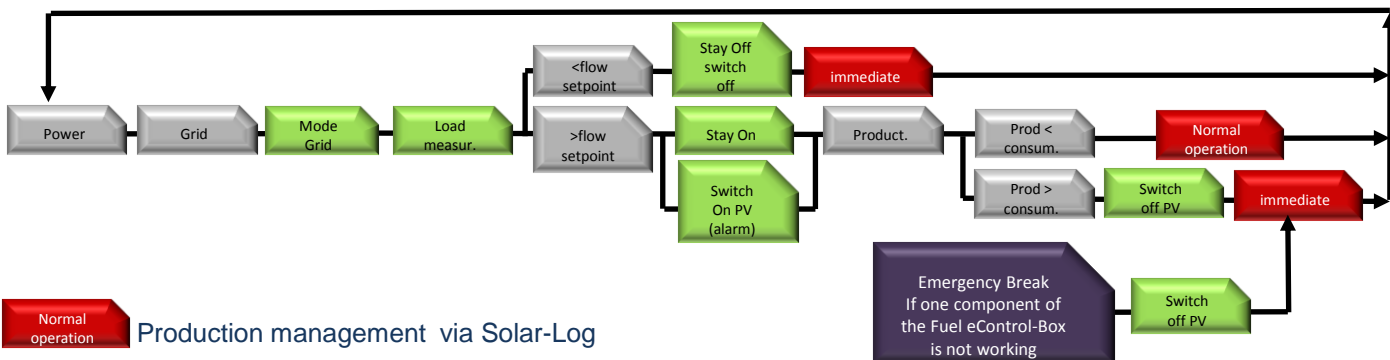 <flow
setpoint
Stay Off
switch
off
immediate
Power
Grid
Mode
Grid
Load
measur.
>flow
setpoint
Stay On
Switch
On PV
(alarm)
Product.
Prod <
consum.
Normal
operation
Prod >
consum.
Switch
off PV
immediate
Emergency Break
If one component of
the Fuel eControl-Box
is not working
Switch
off PV
Normal
operation
Production management via Solar-Log